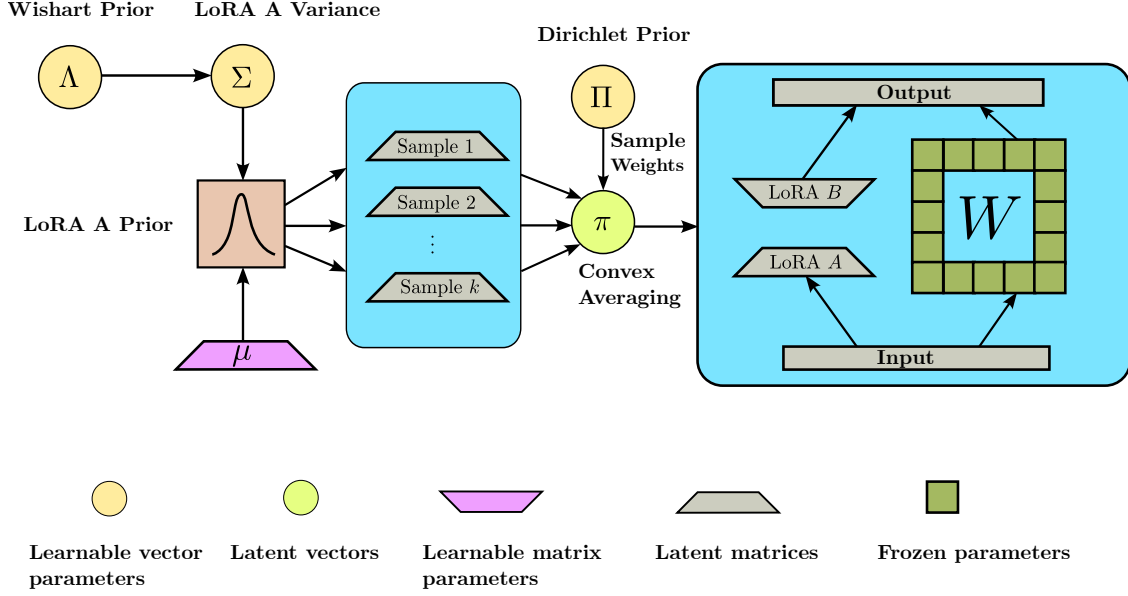 Wishart Prior
LoRA A Variance
Dirichlet Prior
Λ
Σ
Π
Sample
Weights
LoRA A Prior
Sample 1
Sample 2
⋮
Sample k
π
Convex
Averaging
μ
Output
LoRA B
W
LoRA A
Input
Learnable vector
parameters
Latent vectors
Learnable matrix
parameters
Latent matrices
Frozen parameters